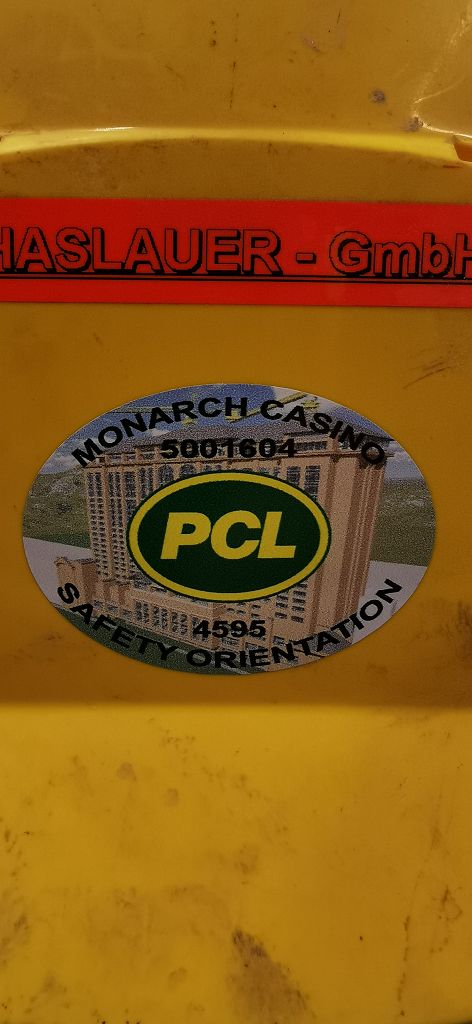 HASLAUER - GmbH
MONARCH CASINO
5001604
PCL
4595
SAFETY ORIENTATION